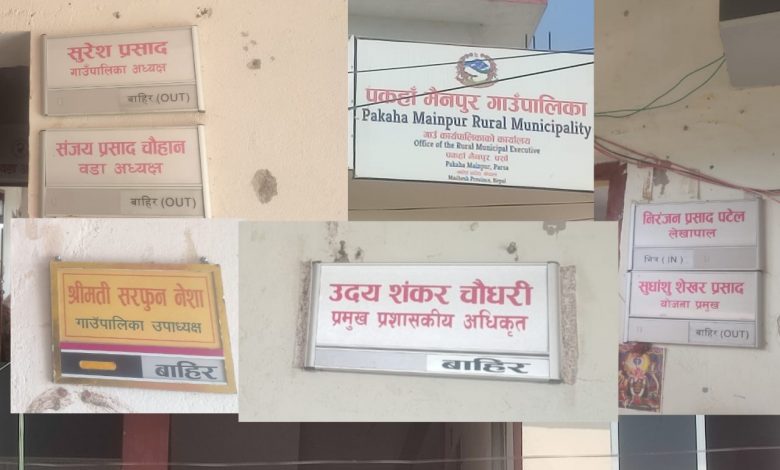 सुरेश प्रसाद
गाउँपालिका अध्यक्ष
बाहिर (OUT)
संजय प्रसाद चौहान
वडा अध्यक्ष
बाहिर (OUT)
पकहाँ मैनपुर गाउँपालिका
Pakaha Mainpur Rural Municipality
गाउँ कार्यपालिकाको कार्यालय
Office of the Rural Municipal Executive
पकहाँ मैनपुर पर्सा
Pakaha Mainpur, Parsa
Madhesh Province, Nepal
निरंजन प्रसाद पटेल
लेखापाल
भित्र (IN)
सुधांशु शेखर प्रसाद
योजना प्रमुख
बाहिर (OUT)
श्रीमती सरफुन नेशा
गाउँपालिका उपाध्यक्ष
बाहिर
उदय शंकर चौधरी
प्रमुख प्रशासकीय अधिकृत
बाहिर